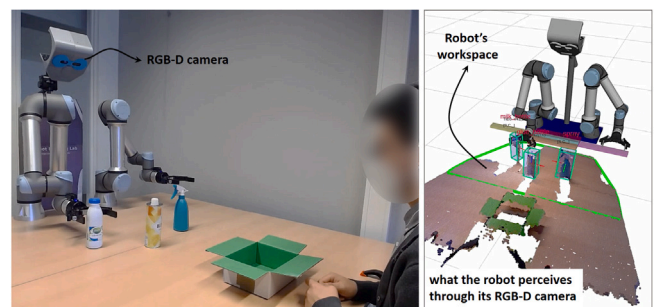 RGB-D camera
Robot's
workspace
what the robot perceives
through its RGB-D camera